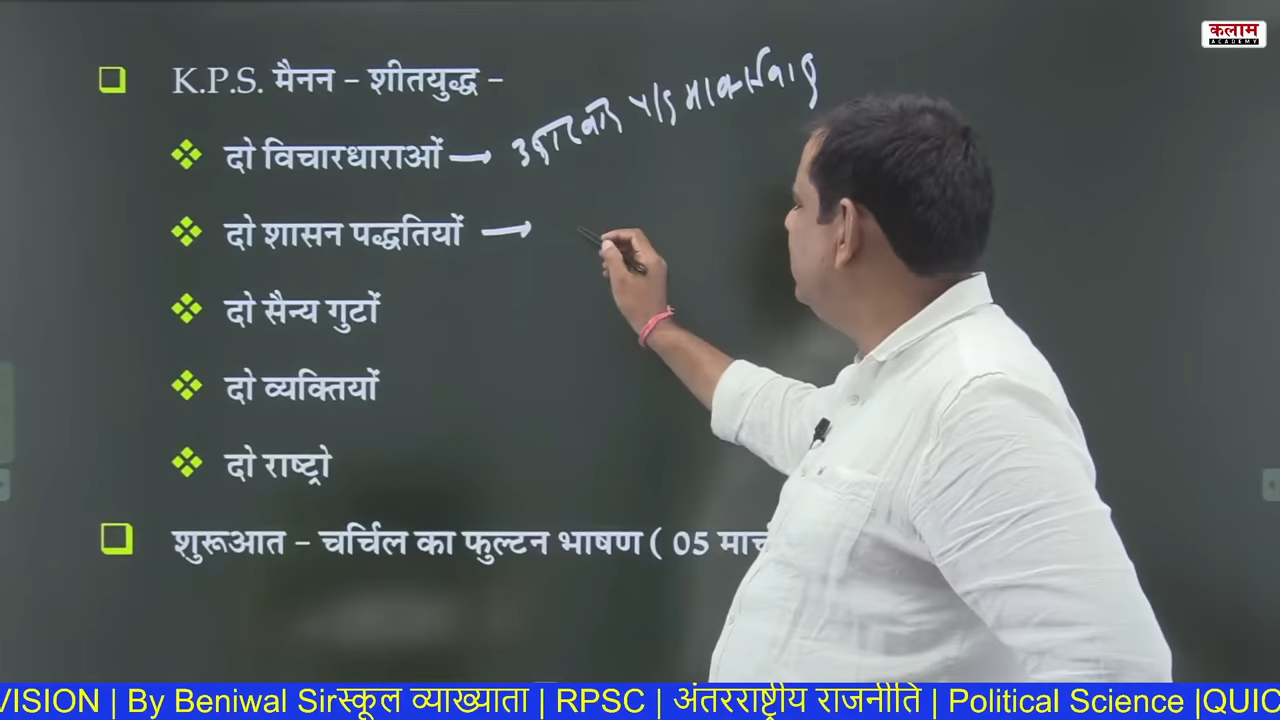 कलाम
ACADEMY
K.P.S. मैनन – शीतयुद्ध –
दो विचारधाराओं → उदारवाद V/S मार्क्सवाद
दो शासन पद्धतियों →
दो सैन्य गुटों
दो व्यक्तियों
दो राष्ट्रो
शुरूआत – चर्चिल का फुल्टन भाषण ( 05 मार्च
VISION | By Beniwal Sirस्कूल व्याख्याता | RPSC | अंतरराष्ट्रीय राजनीति | Political Science |QUIC